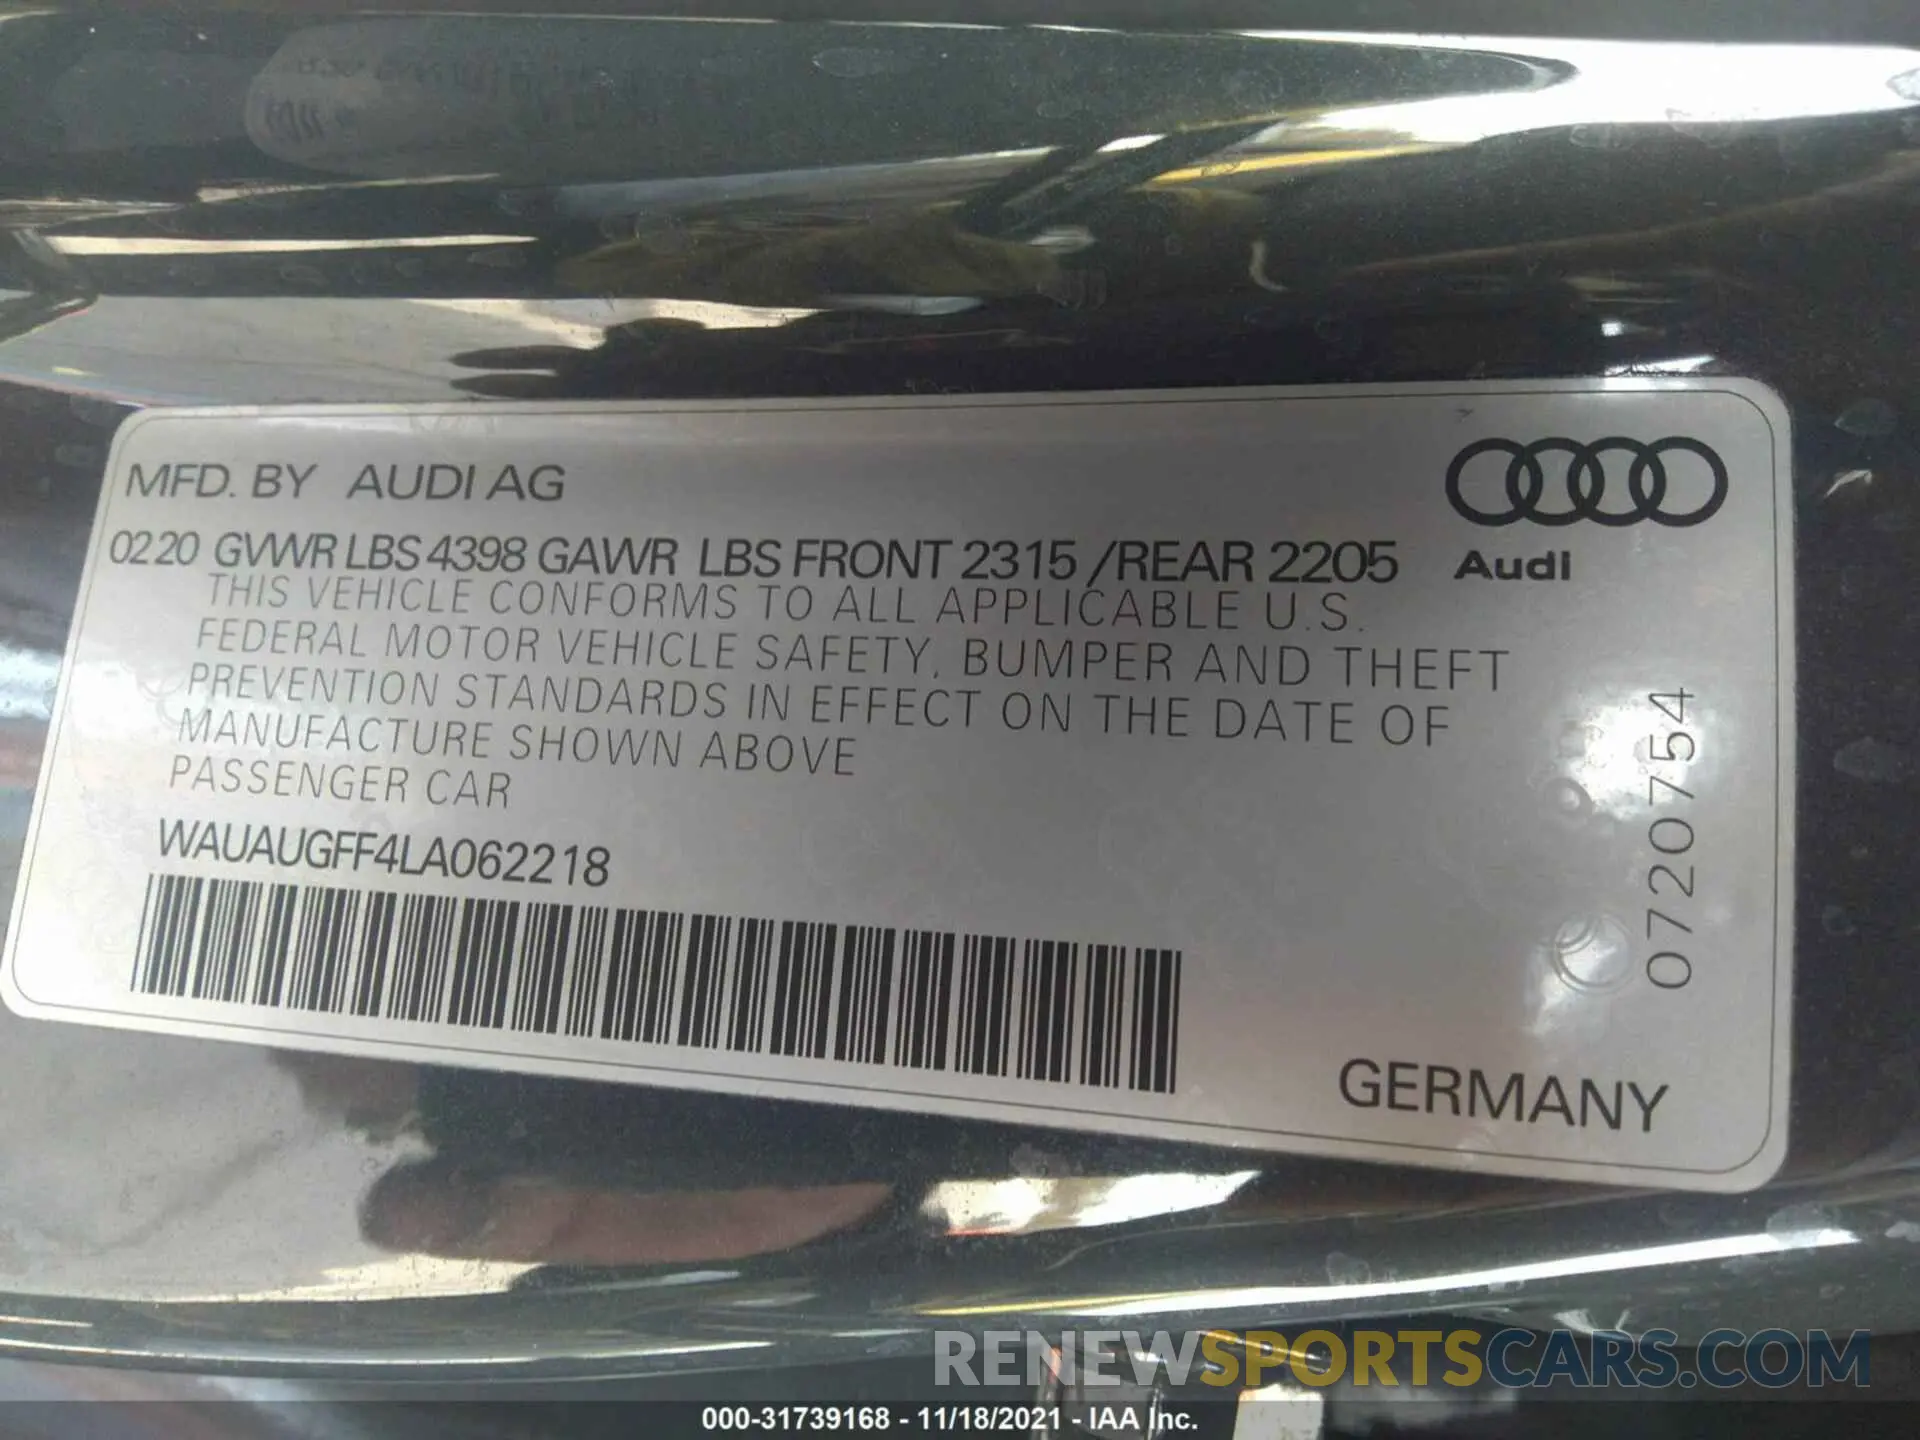 MFD. BY AUDI AG
0220 GVWR LBS 4398 GAWR LBS FRONT 2315 /REAR 2205
Audi
THIS VEHICLE CONFORMS TO ALL APPLICABLE U.S.
FEDERAL MOTOR VEHICLE SAFETY, BUMPER AND THEFT
PREVENTION STANDARDS IN EFFECT ON THE DATE OF
MANUFACTURE SHOWN ABOVE
PASSENGER CAR
WAUAUGFF4LA062218
0720754
GERMANY
RENEWSPORTSCARS.COM
000-31739168 - 11/18/2021 - IAA Inc.